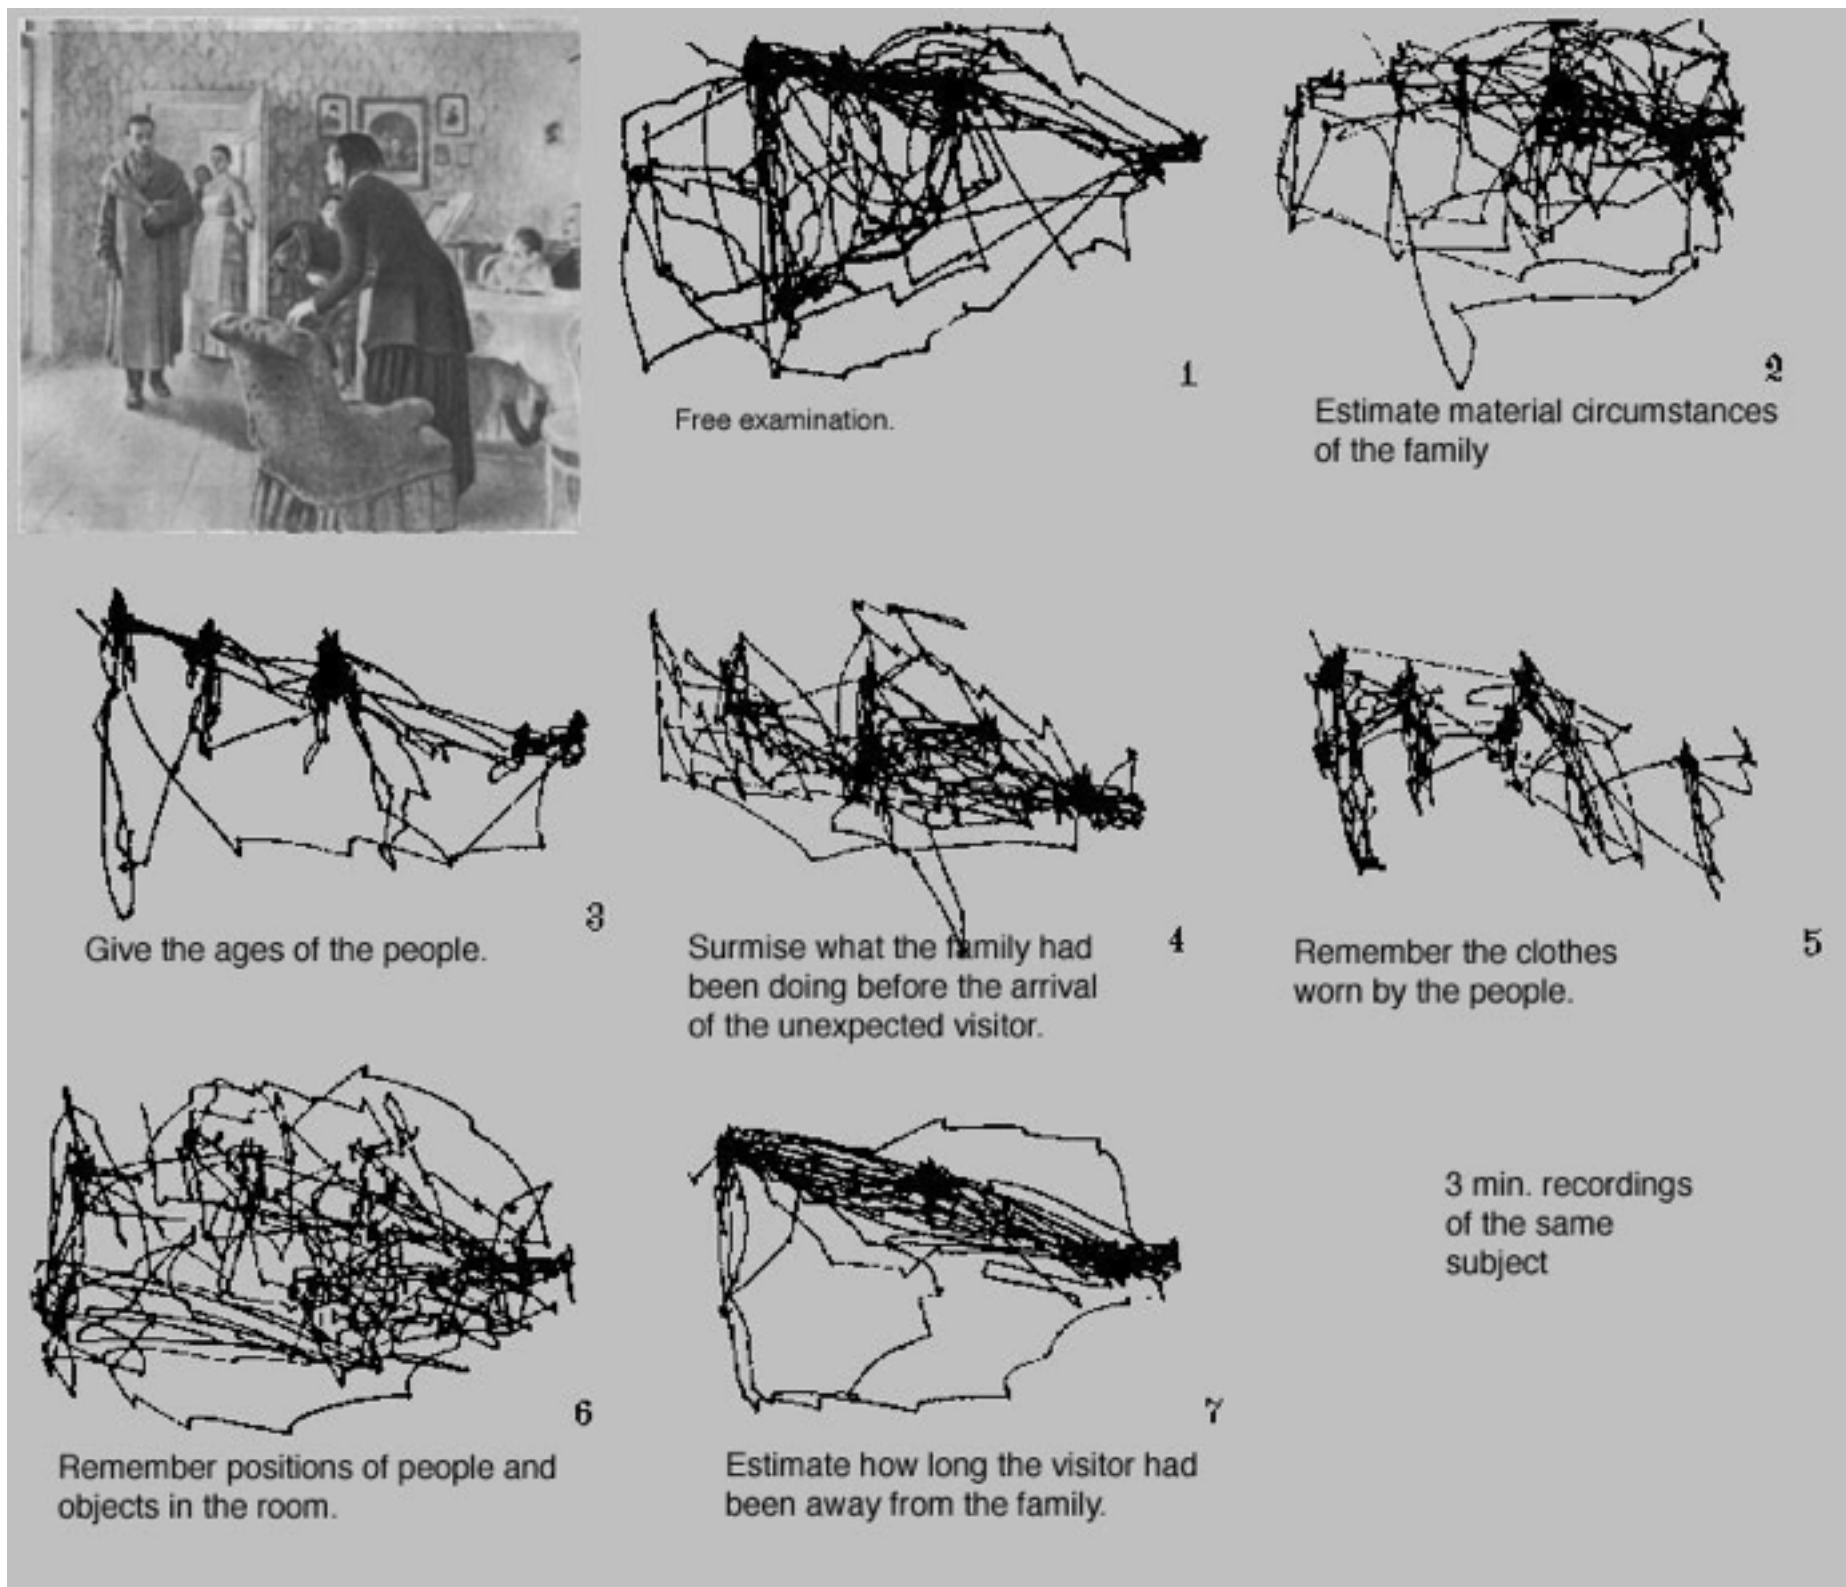 1
Free examination.
2
Estimate material circumstances
of the family
3
Give the ages of the people.
4
Surmise what the family had
been doing before the arrival
of the unexpected visitor.
5
Remember the clothes
worn by the people.
6
Remember positions of people and
objects in the room.
7
Estimate how long the visitor had
been away from the family.
3 min. recordings
of the same
subject